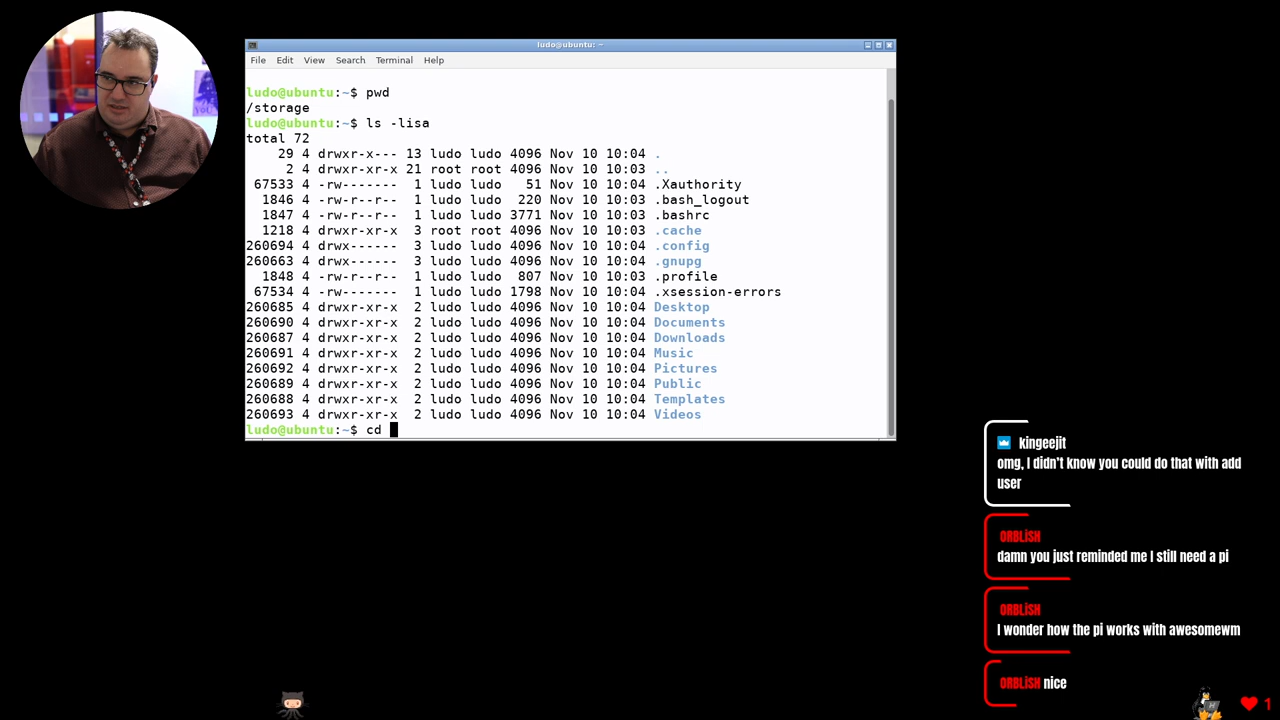 ludo@ubuntu: ~
File Edit View Search Terminal Help
ludo@ubuntu:~$ pwd
/storage
ludo@ubuntu:~$ ls -lisa
total 72
    29 4 drwxr-x--- 13 ludo ludo 4096 Nov 10 10:04 .
     2 4 drwxr-xr-x 21 root root 4096 Nov 10 10:03 ..
 67533 4 -rw-------  1 ludo ludo   51 Nov 10 10:04 .Xauthority
  1846 4 -rw-r--r--  1 ludo ludo  220 Nov 10 10:03 .bash_logout
  1847 4 -rw-r--r--  1 ludo ludo 3771 Nov 10 10:03 .bashrc
  1218 4 drwxr-xr-x  3 root root 4096 Nov 10 10:03 .cache
260694 4 drwx------  3 ludo ludo 4096 Nov 10 10:04 .config
260663 4 drwx------  3 ludo ludo 4096 Nov 10 10:04 .gnupg
  1848 4 -rw-r--r--  1 ludo ludo  807 Nov 10 10:03 .profile
 67534 4 -rw-------  1 ludo ludo 1798 Nov 10 10:04 .xsession-errors
260685 4 drwxr-xr-x  2 ludo ludo 4096 Nov 10 10:04 Desktop
260690 4 drwxr-xr-x  2 ludo ludo 4096 Nov 10 10:04 Documents
260687 4 drwxr-xr-x  2 ludo ludo 4096 Nov 10 10:04 Downloads
260691 4 drwxr-xr-x  2 ludo ludo 4096 Nov 10 10:04 Music
260692 4 drwxr-xr-x  2 ludo ludo 4096 Nov 10 10:04 Pictures
260689 4 drwxr-xr-x  2 ludo ludo 4096 Nov 10 10:04 Public
260688 4 drwxr-xr-x  2 ludo ludo 4096 Nov 10 10:04 Templates
260693 4 drwxr-xr-x  2 ludo ludo 4096 Nov 10 10:04 Videos
ludo@ubuntu:~$ cd
kingeejit
omg, I didn't know you could do that with add
user
ORBLiSH
damn you just reminded me I still need a pi
ORBLiSH
I wonder how the pi works with awesomewm
ORBLiSH nice
1